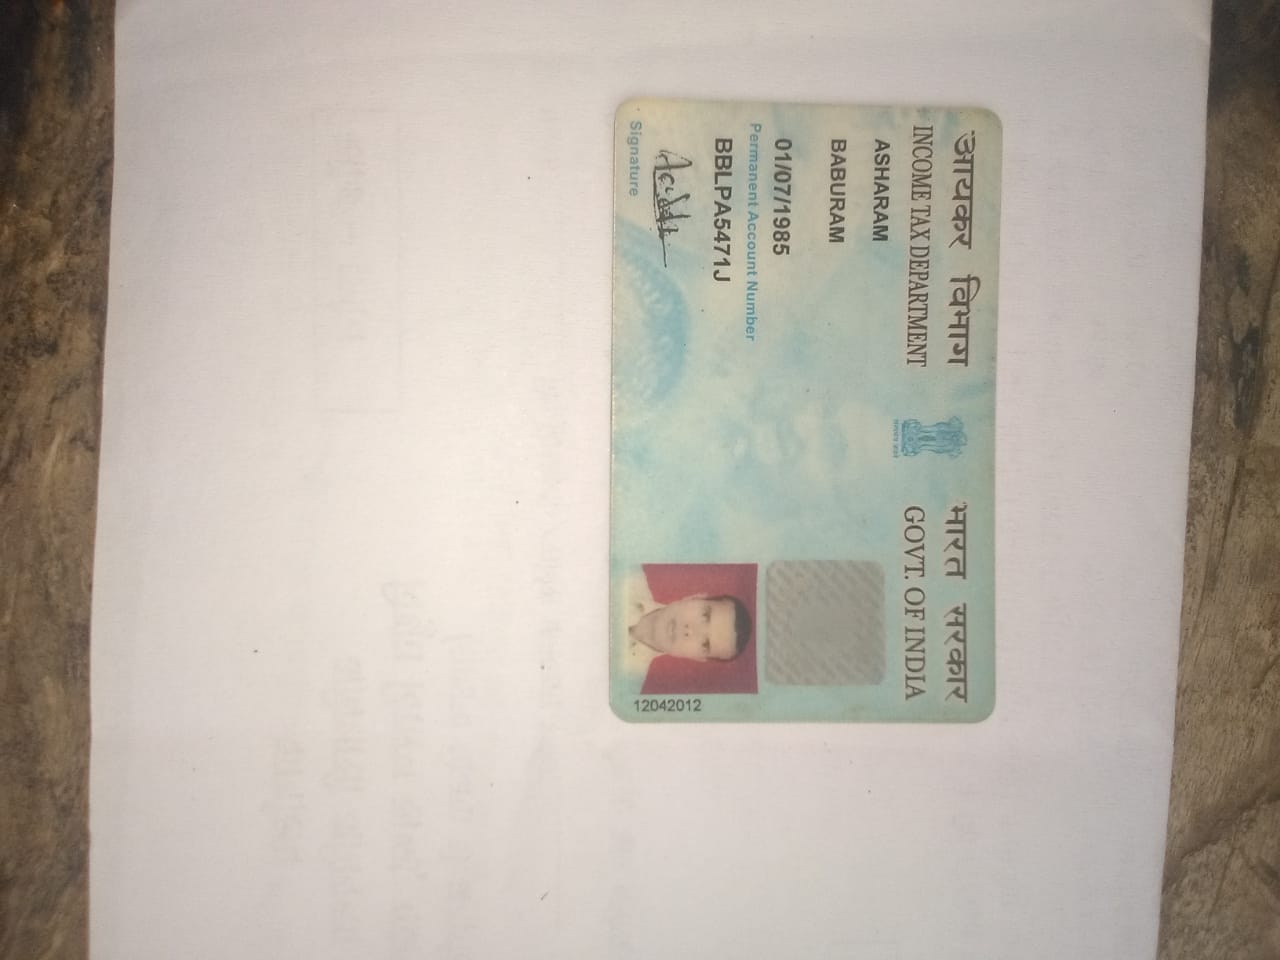 आयकर विभाग
INCOME TAX DEPARTMENT
भारत सरकार
GOVT. OF INDIA
ASHARAM
BABURAM
01/07/1985
Permanent Account Number
BBLPA5471J
Signature
12042012